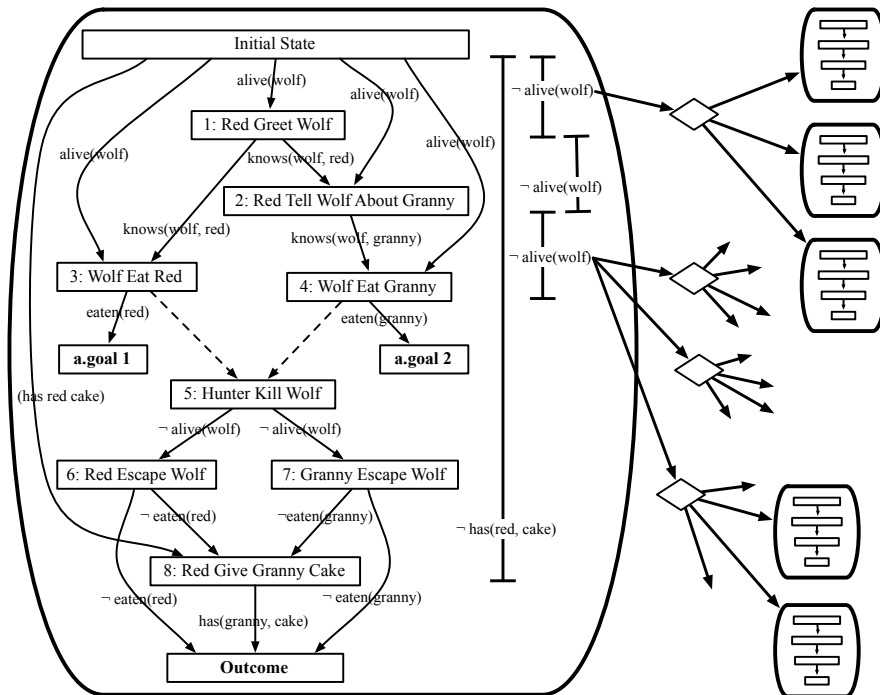 Initial State
alive(wolf)
alive(wolf)
¬ alive(wolf)
1: Red Greet Wolf
alive(wolf)
alive(wolf)
knows(wolf, red)
¬ alive(wolf)
2: Red Tell Wolf About Granny
knows(wolf, red)
knows(wolf, granny)
¬ alive(wolf)
3: Wolf Eat Red
4: Wolf Eat Granny
eaten(red)
eaten(granny)
a.goal 1
a.goal 2
(has red cake)
5: Hunter Kill Wolf
¬ alive(wolf)
¬ alive(wolf)
6: Red Escape Wolf
7: Granny Escape Wolf
¬ eaten(red)
¬eaten(granny)
¬ has(red, cake)
8: Red Give Granny Cake
¬ eaten(red)
¬ eaten(granny)
has(granny, cake)
Outcome